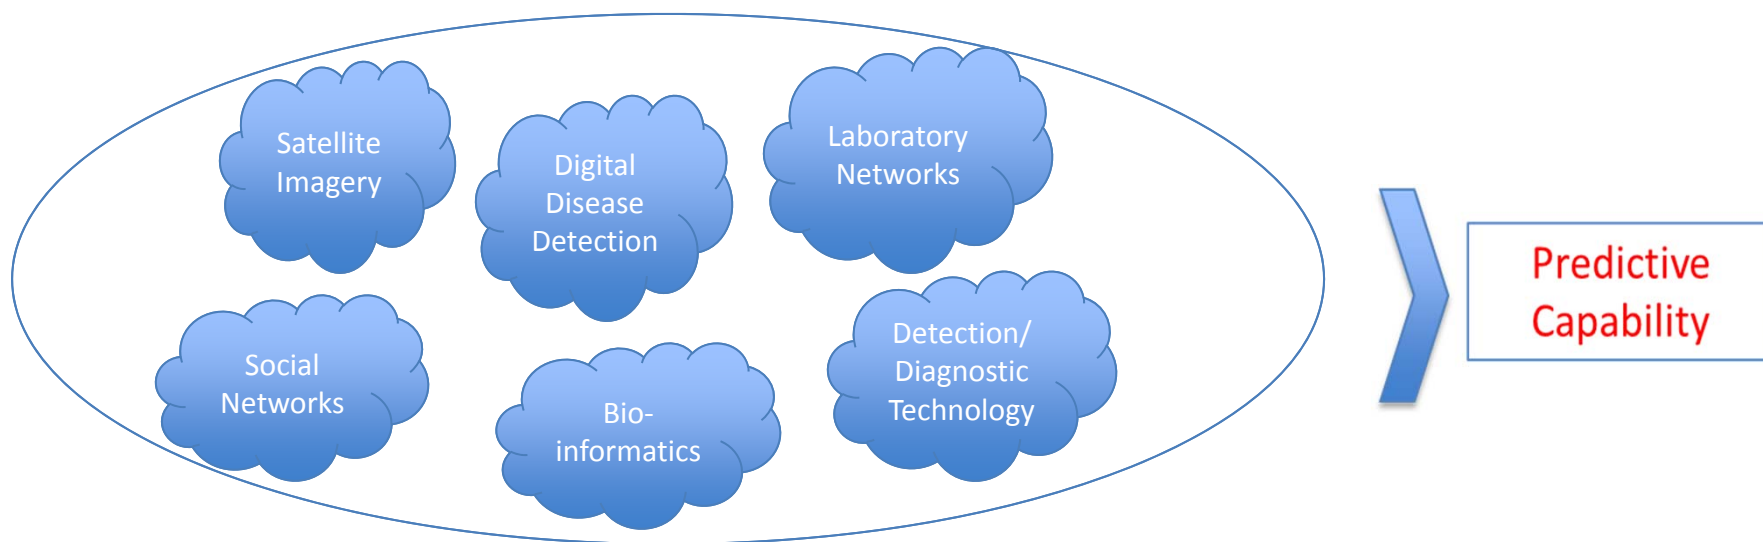 Satellite
Imagery
Digital
Disease
Detection
Laboratory
Networks
Social
Networks
Bio-
informatics
Detection/
Diagnostic
Technology
Predictive
Capability